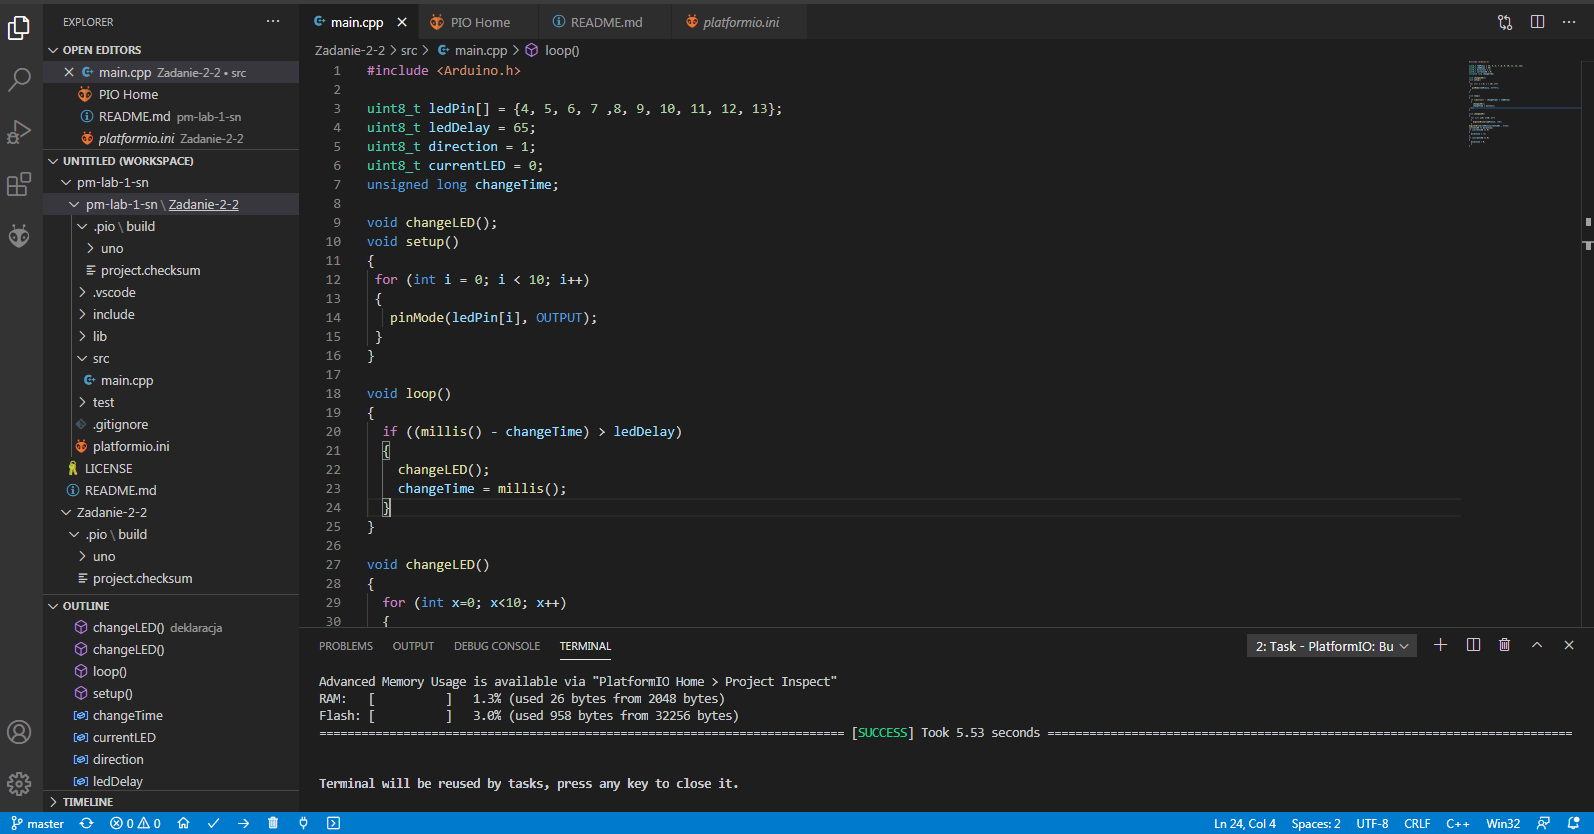 EXPLORER
OPEN EDITORS
main.cpp Zadanie-2-2 • src
PIO Home
README.md pm-lab-1-sn
platformio.ini Zadanie-2-2
UNTITLED (WORKSPACE)
pm-lab-1-sn
pm-lab-1-sn \ Zadanie-2-2
.pio \ build
uno
project.checksum
.vscode
include
lib
src
main.cpp
test
.gitignore
platformio.ini
LICENSE
README.md
Zadanie-2-2
.pio \ build
uno
project.checksum
OUTLINE
changeLED() deklaracja
changeLED()
loop()
setup()
changeTime
currentLED
direction
ledDelay
TIMELINE
main.cpp PIO Home README.md platformio.ini
Zadanie-2-2 > src > main.cpp > loop()
1 #include <Arduino.h>
2
3 uint8_t ledPin[] = {4, 5, 6, 7 ,8, 9, 10, 11, 12, 13};
4 uint8_t ledDelay = 65;
5 uint8_t direction = 1;
6 uint8_t currentLED = 0;
7 unsigned long changeTime;
8
9 void changeLED();
10 void setup()
11 {
12 for (int i = 0; i < 10; i++)
13 {
14 pinMode(ledPin[i], OUTPUT);
15 }
16 }
17
18 void loop()
19 {
20 if ((millis() - changeTime) > ledDelay)
21 {
22 changeLED();
23 changeTime = millis();
24 }
25 }
26
27 void changeLED()
28 {
29 for (int x=0; x<10; x++)
30 {
PROBLEMS OUTPUT DEBUG CONSOLE TERMINAL 2: Task - PlatformIO: Bu
Advanced Memory Usage is available via "PlatformIO Home > Project Inspect"
RAM: [ ] 1.3% (used 26 bytes from 2048 bytes)
Flash: [ ] 3.0% (used 958 bytes from 32256 bytes)
========================================================================== [SUCCESS] Took 5.53 seconds ==========================================================================
Terminal will be reused by tasks, press any key to close it.
master 0 0 Ln 24, Col 4 Spaces: 2 UTF-8 CRLF C++ Win32